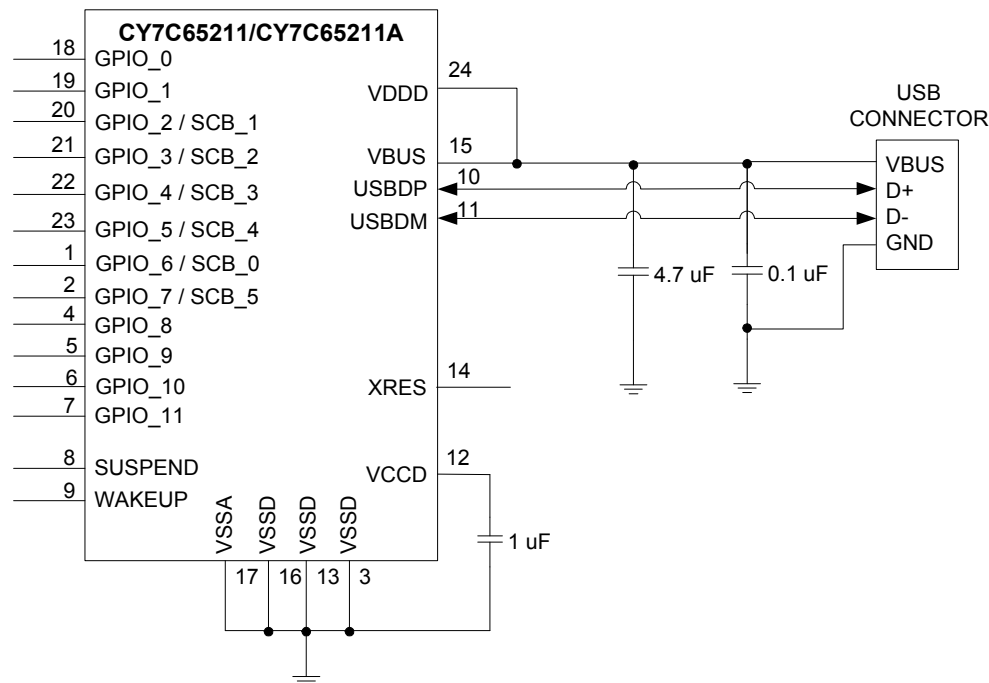 CY7C65211/CY7C65211A
18 GPIO_0
19 GPIO_1
20 GPIO_2 / SCB_1
21 GPIO_3 / SCB_2
22 GPIO_4 / SCB_3
23 GPIO_5 / SCB_4
1 GPIO_6 / SCB_0
2 GPIO_7 / SCB_5
4 GPIO_8
5 GPIO_9
6 GPIO_10
7 GPIO_11
8 SUSPEND
9 WAKEUP
VDDD 24
VBUS 15
USBDP 10
USBDM 11
XRES 14
VCCD 12
VSSA
VSSD
VSSD
VSSD
17
16
13
3
4.7 uF
0.1 uF
1 uF
USB
CONNECTOR
VBUS
D+
D-
GND